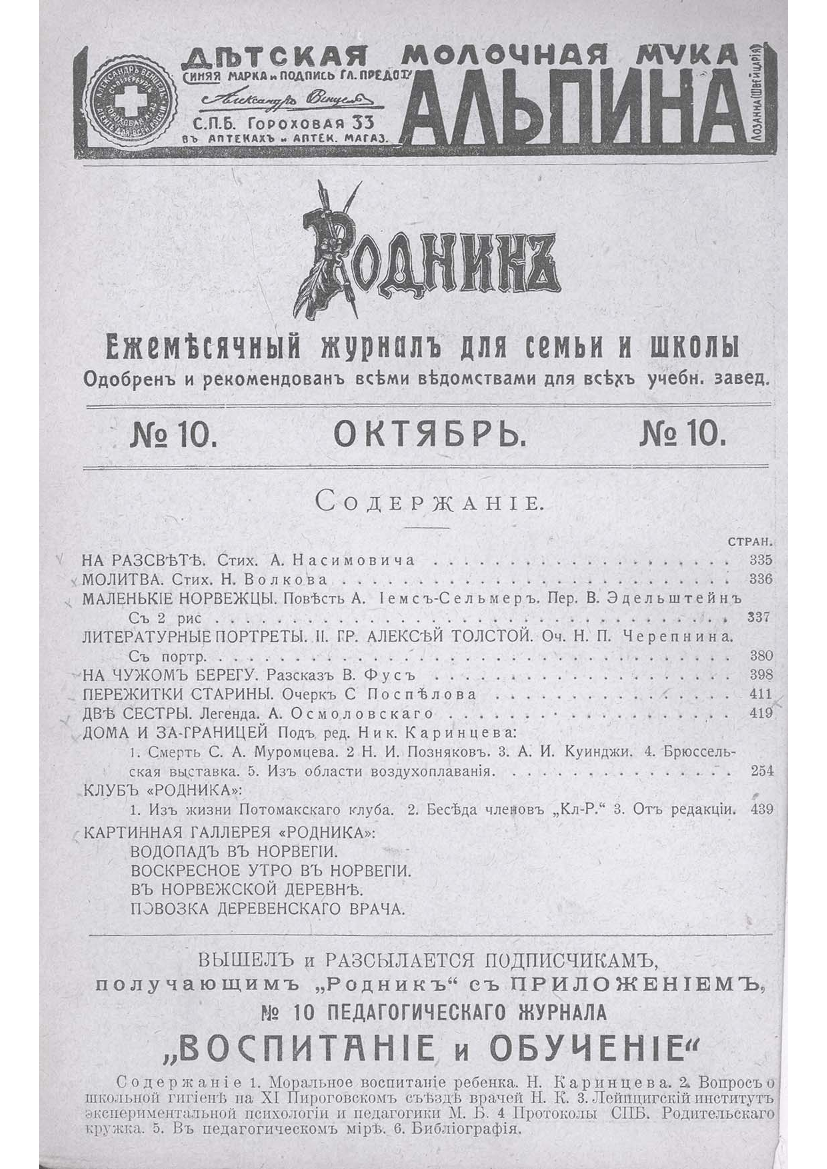 ДѢТСКАЯ МОЛОЧНАЯ МУКА
СИНЯЯ МАРКА и ПОДПИСЬ ГЛ. ПРЕДСТ.
Александръ Венцель
АЛЬПИНА
ЛОЗАННА (ШВЕЙЦАРІЯ)
С.П.Б. ГОРОХОВАЯ 33
ВЪ АПТЕКАХЪ и АПТЕК. МАГАЗ.
РОДНИКЪ
Ежемѣсячный журналъ для семьи и школы
Одобренъ и рекомендованъ всѣми вѣдомствами для всѣхъ учебн. завед.
№ 10. ОКТЯБРЬ. № 10.
СОДЕРЖАНІЕ.
СТРАН.
НА РАЗСВѢТѢ. Стих. А. Насимовича . . . . . . . . . . . . . . . . . . . . 335
МОЛИТВА. Стих. Н. Волкова . . . . . . . . . . . . . . . . . . . . . . . . . 336
МАЛЕНЬКІЕ НОРВЕЖЦЫ. Повѣсть А. Іемсъ-Сельмеръ. Пер. В. Эдельштейнъ
Съ 2 рис . . . . . . . . . . . . . . . . . . . . . . . . . . . . . . . . . 337
ЛИТЕРАТУРНЫЕ ПОРТРЕТЫ. II. ГР. АЛЕКСѢЙ ТОЛСТОЙ. Оч. Н. П. Черепнина.
Съ портр. . . . . . . . . . . . . . . . . . . . . . . . . . . . . . . . . 380
НА ЧУЖОМЪ БЕРЕГУ. Разсказъ В. Фусъ . . . . . . . . . . . . . . . . . . . . 398
ПЕРЕЖИТКИ СТАРИНЫ. Очеркъ С Поспѣлова . . . . . . . . . . . . . . . . 411
ДВѢ СЕСТРЫ. Легенда. А. Осмоловскаго . . . . . . . . . . . . . . . . . . . 419
ДОМА И ЗА-ГРАНИЦЕЙ Подъ ред. Ник. Каринцева:
1. Смерть С. А. Муромцева. 2 Н. И. Позняковъ. 3. А. И. Куинджи. 4. Брюссель-
ская выставка. 5. Изъ области воздухоплаванія. . . . . . . . . . . . . . . 254
КЛУБЪ «РОДНИКА»:
1. Изъ жизни Потомакскаго клуба. 2. Бесѣда членовъ „Кл-Р.“ 3. Отъ редакціи. 439
КАРТИННАЯ ГАЛЛЕРЕЯ «РОДНИКА»:
ВОДОПАДЪ ВЪ НОРВЕГІИ.
ВОСКРЕСНОЕ УТРО ВЪ НОРВЕГІИ.
ВЪ НОРВЕЖСКОЙ ДЕРЕВНѢ.
ПОВОЗКА ДЕРЕВЕНСКАГО ВРАЧА.
ВЫШЕЛЪ и РАЗСЫЛАЕТСЯ ПОДПИСЧИКАМЪ,
получающимъ „Родникъ“ съ ПРИЛОЖЕНІЕМЪ,
№ 10 ПЕДАГОГИЧЕСКАГО ЖУРНАЛА
„ВОСПИТАНІЕ и ОБУЧЕНІЕ“
Содержаніе 1. Моральное воспитаніе ребенка. Н. Каринцева. 2. Вопросъ о
школьной гигіенѣ на XI Пироговскомъ съѣздѣ врачей Н. К. 3. Лейпцигскій институтъ
экспериментальной психологіи и педагогики М. Б. 4 Протоколы СПБ. Родительскаго
кружка. 5. Въ педагогическомъ мірѣ. 6. Библіографія.